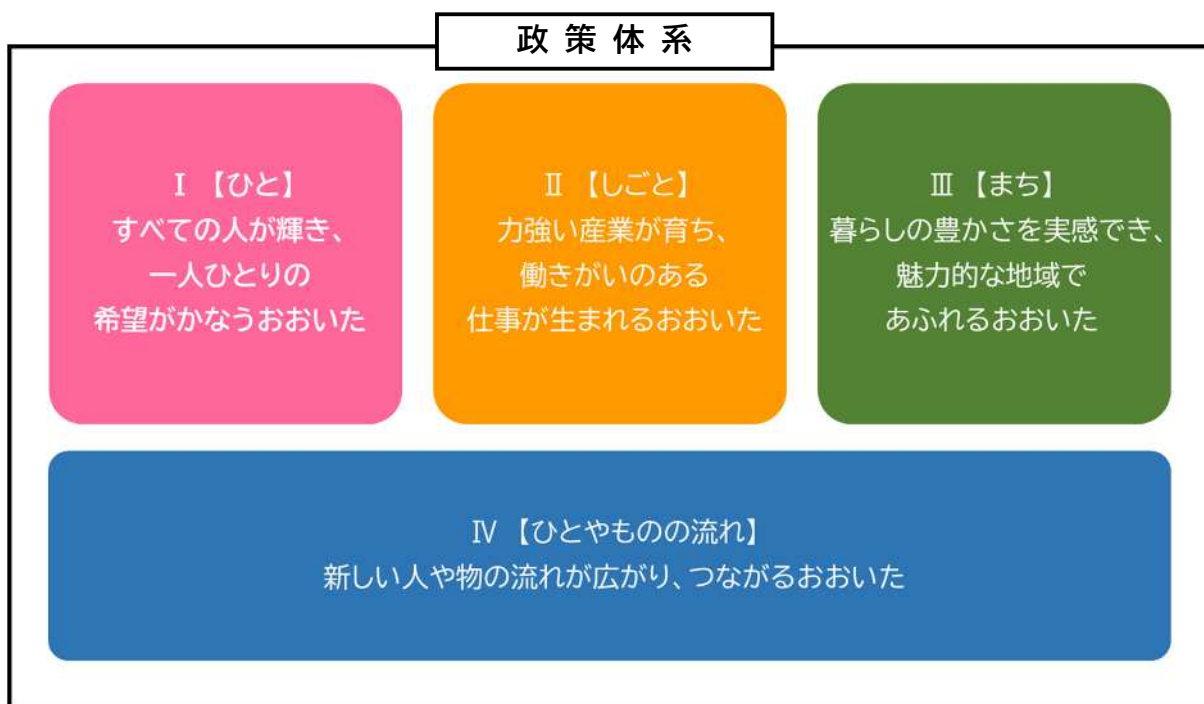 政策体系
Ⅰ 【ひと】
すべての人が輝き、
一人ひとりの
希望がかなうおおいた
Ⅱ 【しごと】
力強い産業が育ち、
働きがいのある
仕事が生まれるおおいた
Ⅲ 【まち】
暮らしの豊かさを実感でき、
魅力的な地域で
あふれるおおいた
Ⅳ 【ひとやものの流れ】
新しい人や物の流れが広がり、つながるおおいた